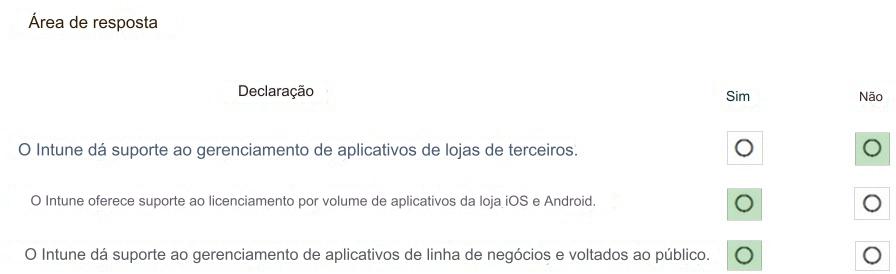 Área de resposta
Declaração Sim Não
O Intune dá suporte ao gerenciamento de aplicativos de lojas de terceiros.
O Intune oferece suporte ao licenciamento por volume de aplicativos da loja iOS e Android.
O Intune dá suporte ao gerenciamento de aplicativos de linha de negócios e voltados ao público.